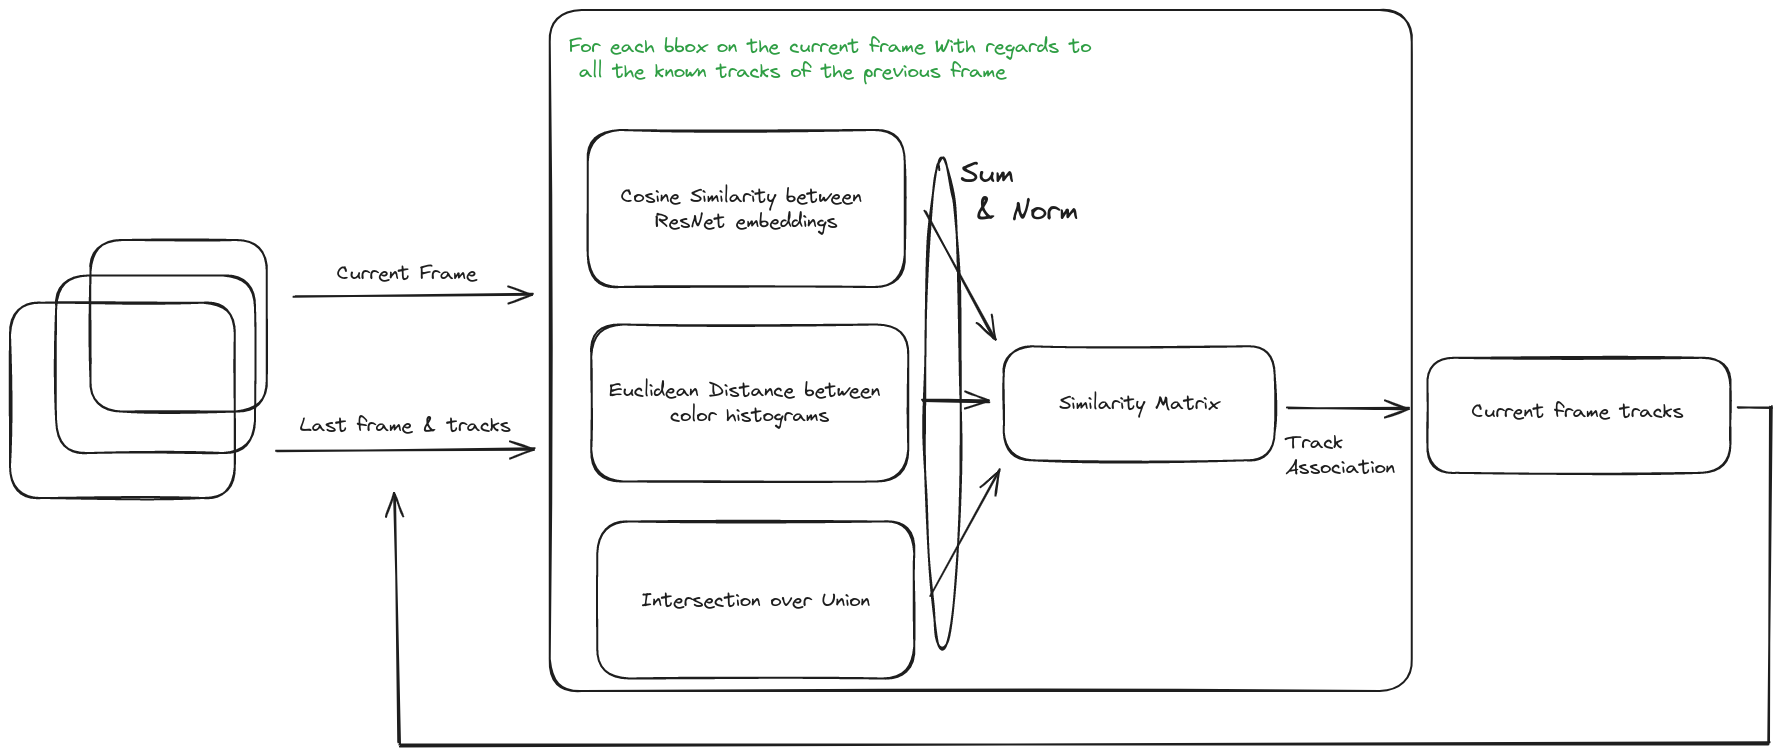 For each bbox on the current frame With regards to
all the known tracks of the previous frame
Cosine Similarity between
ResNet embeddings
Sum
& Norm
Current Frame
Last frame & tracks
Euclidean Distance between
color histograms
Similarity Matrix
Track
Association
Current frame tracks
Intersection over Union